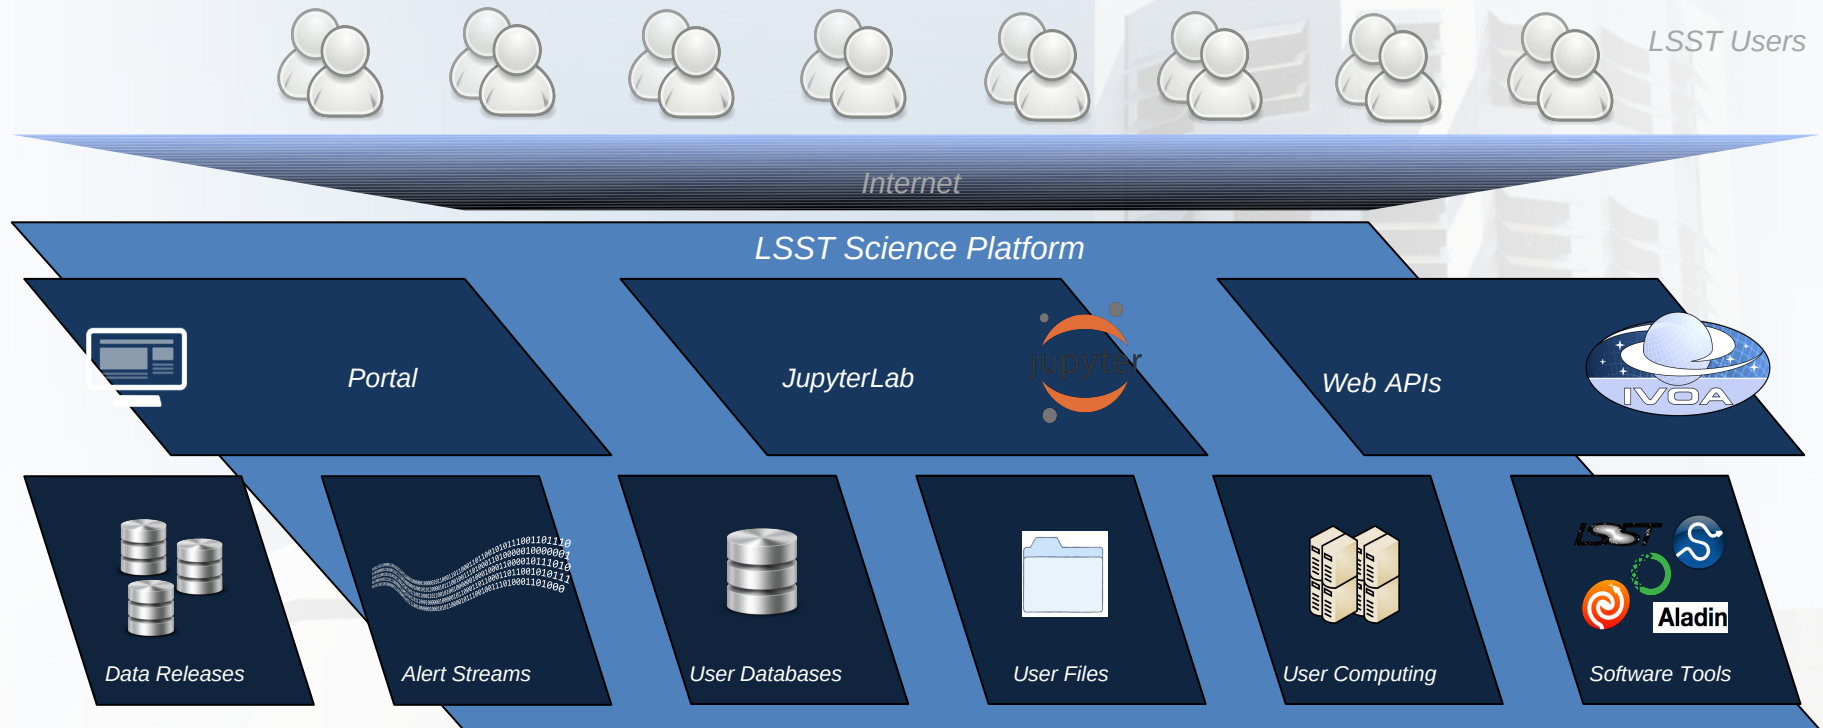 LSST Users
Internet
LSST Science Platform
Portal
JupyterLab
jupyter
Web APIs
IVOA
LSST
Aladin
Data Releases
Alert Streams
User Databases
User Files
User Computing
Software Tools